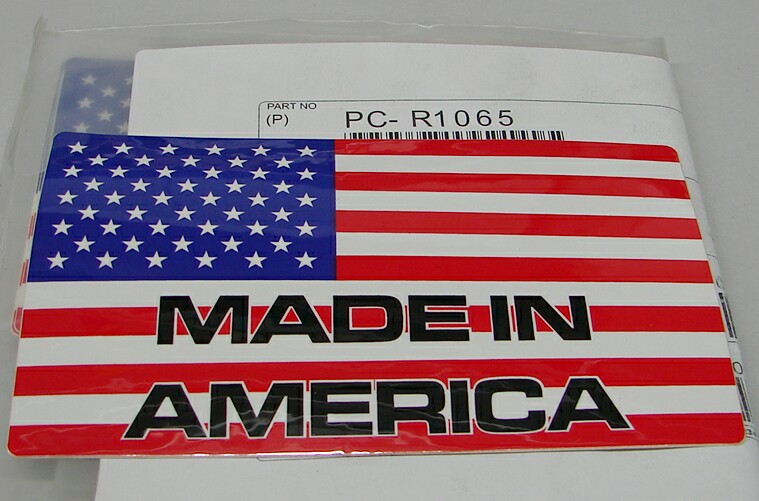 PART NO
(P)
PC- R1065
MADE IN
AMERICA